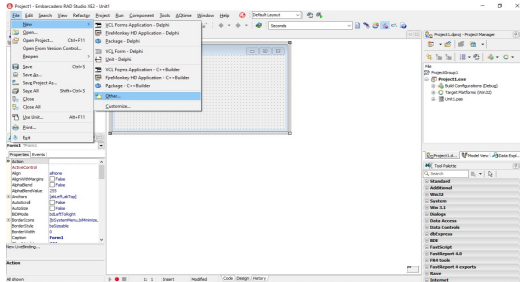 Project1 - Embarcadero RAD Studio XE2 - Unit1
File Edit Search View Refactor Project Run Component Tools Window Help Default Layout Seconds
New
Open...
Open Project... Ctrl+F11
Open From Version Control...
Reopen
Save Ctrl+S
Save As...
Save Project As...
Save All Shift+Ctrl+S
Close
Close All
Use Unit... Alt+F11
Print...
Exit
VCL Forms Application - Delphi
FireMonkey HD Application - Delphi
Package - Delphi
VCL Form - Delphi
Unit - Delphi
VCL Forms Application - C++Builder
FireMonkey HD Application - C++Builder
Package - C++Builder
Other...
Customize...
Form1
Properties Events
Action
ActiveControl
Align alNone
AlignWithMargins False
AlphaBlend False
AlphaBlendValue 255
Anchors [akLeft,akTop]
AutoScroll False
AutoSize False
BiDiMode bdLeftToRight
BorderIcons [biSystemMenu,biMinimize,
BorderStyle bsSizeable
BorderWidth 0
Caption Form1
New LiveBinding...
Action
All shown
1: 1 Insert Modified Code Design History
Project1.dproj - Project Manager
File
ProjectGroup1
Project1.exe
Build Configurations (Debug)
Target Platforms (Win32)
Unit1.pas
Project1.d... Model View Data Expl...
Tool Palette
Search
Standard
Additional
Win32
System
Win 3.1
Dialogs
Data Access
Data Controls
dbExpress
BDE
FastScript
FastReport 4.0
FR4 tools
FastReport 4 exports
Rave
Internet